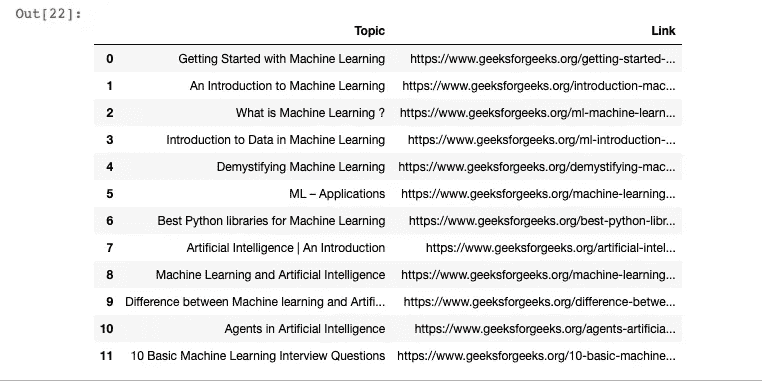 Out[22]:
Topic Link
0 Getting Started with Machine Learning https://www.geeksforgeeks.org/getting-started-...
1 An Introduction to Machine Learning https://www.geeksforgeeks.org/introduction-mac...
2 What is Machine Learning ? https://www.geeksforgeeks.org/ml-machine-learn...
3 Introduction to Data in Machine Learning https://www.geeksforgeeks.org/ml-introduction-...
4 Demystifying Machine Learning https://www.geeksforgeeks.org/demystifying-mac...
5 ML – Applications https://www.geeksforgeeks.org/machine-learning...
6 Best Python libraries for Machine Learning https://www.geeksforgeeks.org/best-python-libr...
7 Artificial Intelligence | An Introduction https://www.geeksforgeeks.org/artificial-intel...
8 Machine Learning and Artificial Intelligence https://www.geeksforgeeks.org/machine-learning...
9 Difference between Machine learning and Artifi... https://www.geeksforgeeks.org/difference-betwe...
10 Agents in Artificial Intelligence https://www.geeksforgeeks.org/agents-artificia...
11 10 Basic Machine Learning Interview Questions https://www.geeksforgeeks.org/10-basic-machine...